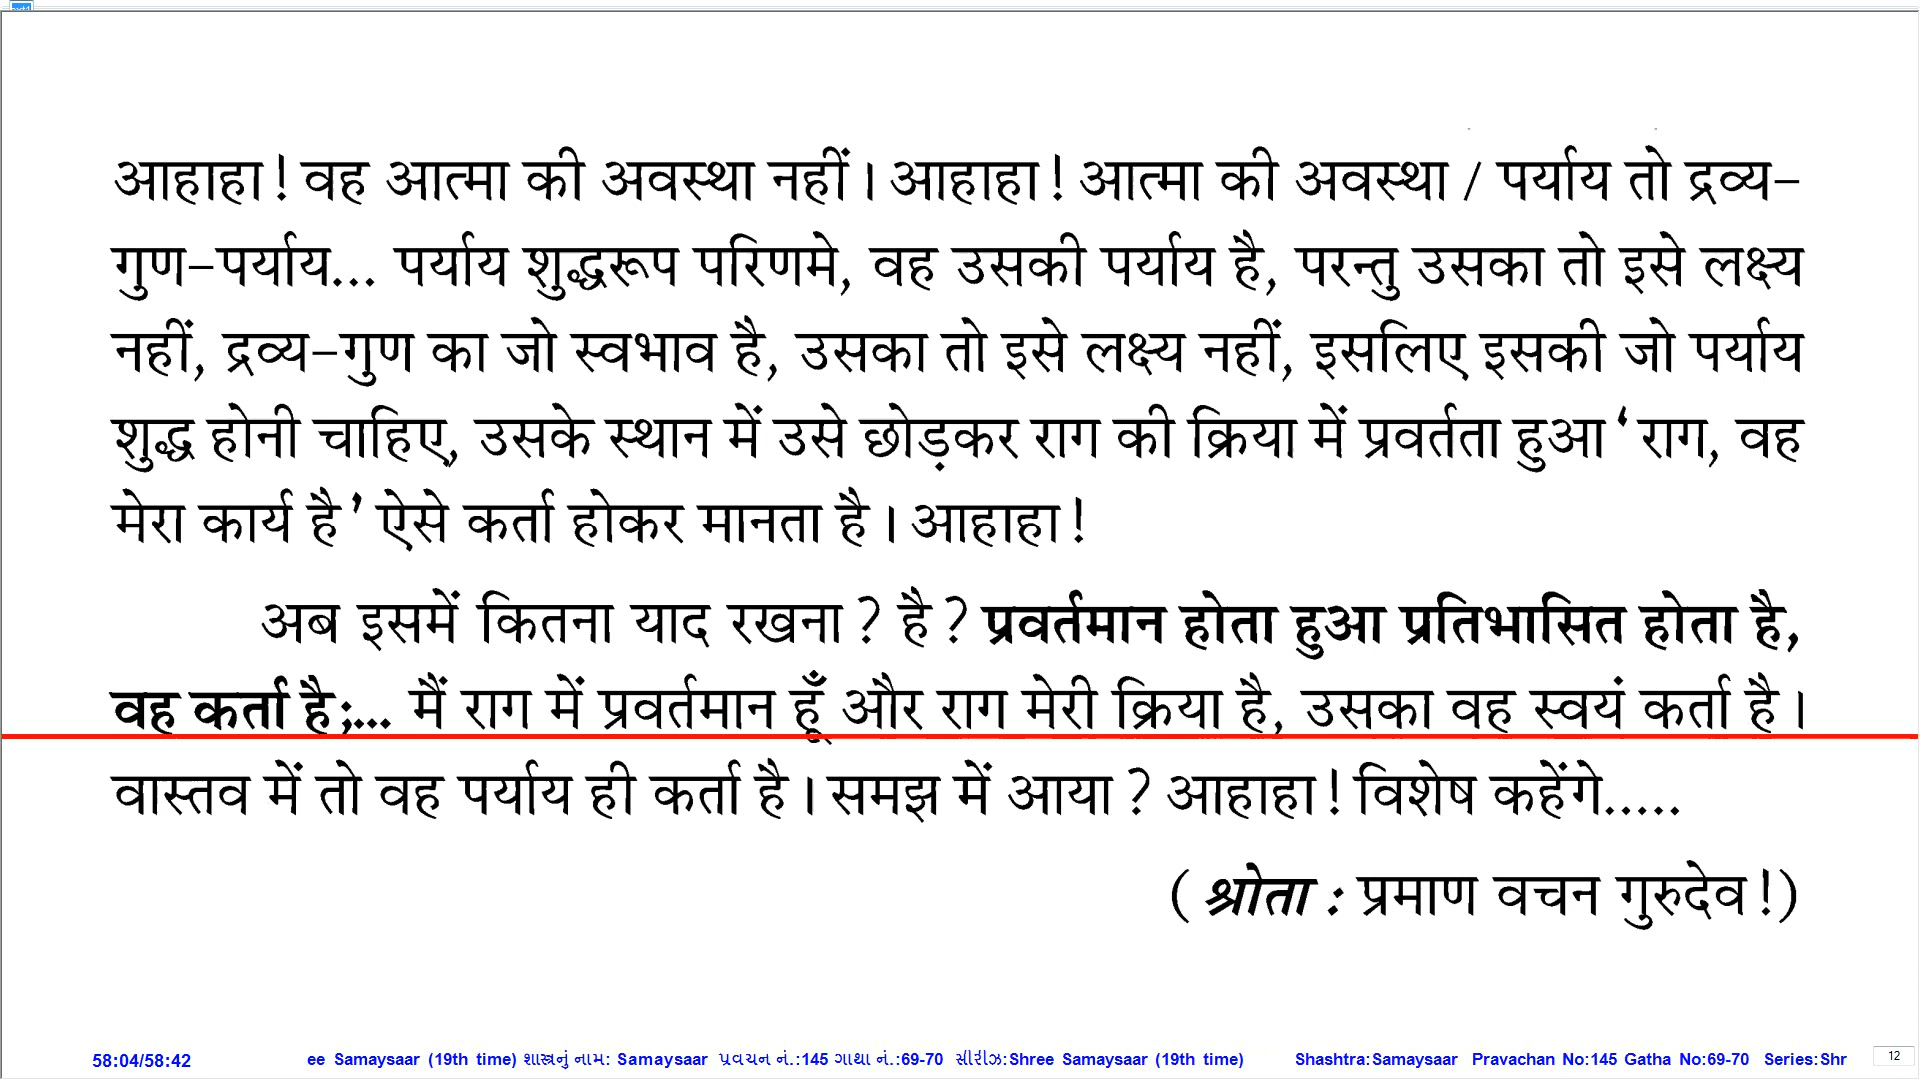 आहाहा! वह आत्मा की अवस्था नहीं। आहाहा! आत्मा की अवस्था / पर्याय तो द्रव्य-
गुण-पर्याय... पर्याय शुद्धरूप परिणमे, वह उसकी पर्याय है, परन्तु उसका तो इसे लक्ष्य
नहीं, द्रव्य-गुण का जो स्वभाव है, उसका तो इसे लक्ष्य नहीं, इसलिए इसकी जो पर्याय
शुद्ध होनी चाहिए, उसके स्थान में उसे छोड़कर राग की क्रिया में प्रवर्तता हुआ ‘राग, वह
मेरा कार्य है’ ऐसे कर्ता होकर मानता है। आहाहा!
अब इसमें कितना याद रखना? है? प्रवर्तमान होता हुआ प्रतिभासित होता है,
वह कर्ता है;... मैं राग में प्रवर्तमान हूँ और राग मेरी क्रिया है, उसका वह स्वयं कर्ता है।
वास्तव में तो वह पर्याय ही कर्ता है। समझ में आया? आहाहा! विशेष कहेंगे.....
(श्रोता : प्रमाण वचन गुरुदेव!)
58:04/58:42 ee Samaysaar (19th time) શાસ્ત્રનું નામ: Samaysaar પ્રવચન નં.:145 ગાથા નં.:69-70 સીરીઝ:Shree Samaysaar (19th time) Shashtra:Samaysaar Pravachan No:145 Gatha No:69-70 Series:Shr 12